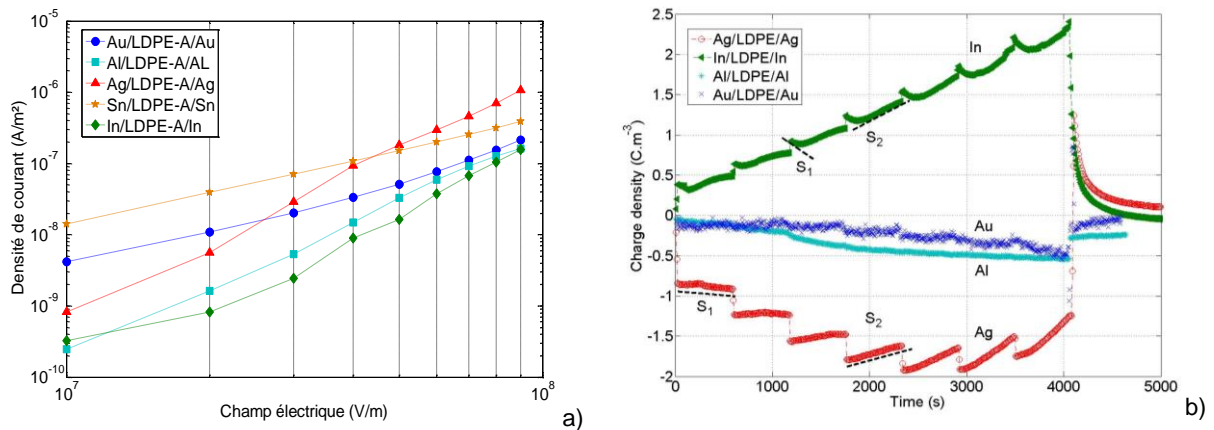 10⁻⁵
10⁻⁶
10⁻⁷
10⁻⁸
10⁻⁹
10⁻¹⁰
Densité de courant (A/m²)
Au/LDPE-A/Au
Al/LDPE-A/AL
Ag/LDPE-A/Ag
Sn/LDPE-A/Sn
In/LDPE-A/In
10⁷
10⁸
Champ électrique (V/m)
a)
2.5
2
1.5
1
0.5
0
-0.5
-1
-1.5
-2
Charge density (C.m⁻³)
Ag/LDPE/Ag
In/LDPE/In
Al/LDPE/Al
Au/LDPE/Au
In
S₁
S₂
Au
Al
S₁
S₂
Ag
0
1000
2000
3000
4000
5000
Time (s)
b)